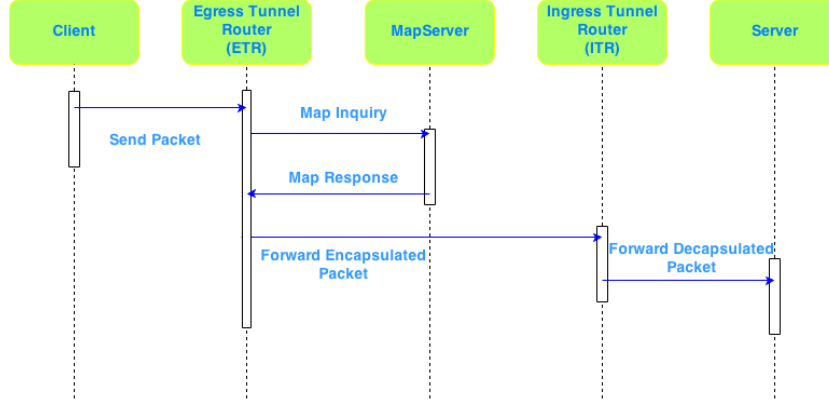 Client
Egress Tunnel
Router
(ETR)
MapServer
Ingress Tunnel
Router
(ITR)
Server
Send Packet
Map Inquiry
Map Response
Forward Encapsulated
Packet
Forward Decapsulated
Packet